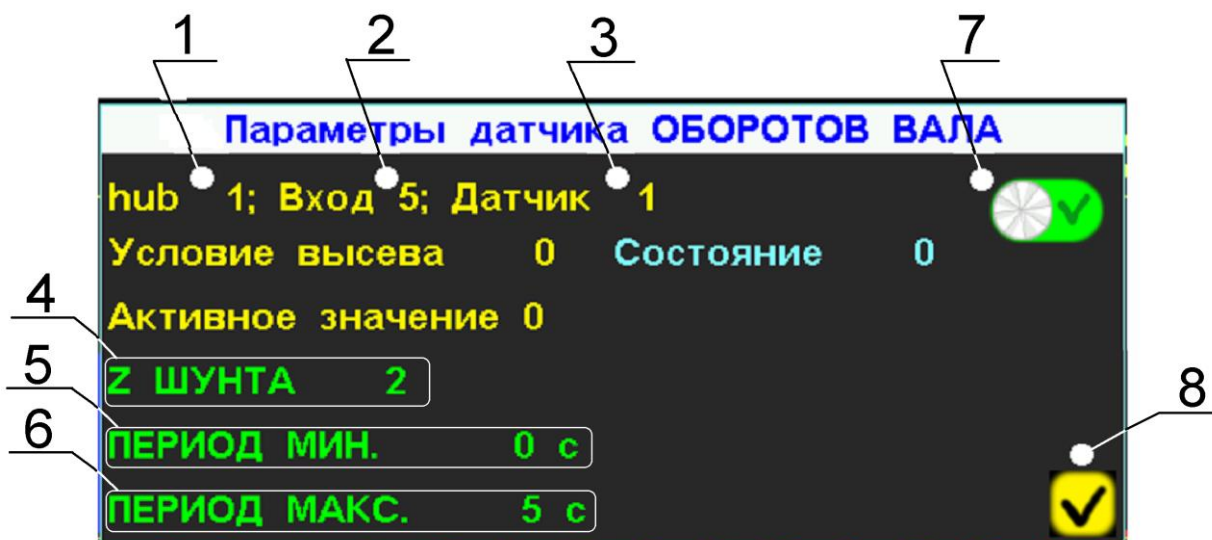 1 2 3 7
Параметры датчика ОБОРОТОВ ВАЛА
hub 1; Вход 5; Датчик 1
Условие высева 0 Состояние 0
Активное значение 0
4
Z ШУНТА 2
5
ПЕРИОД МИН. 0 с
8
6
ПЕРИОД МАКС. 5 с